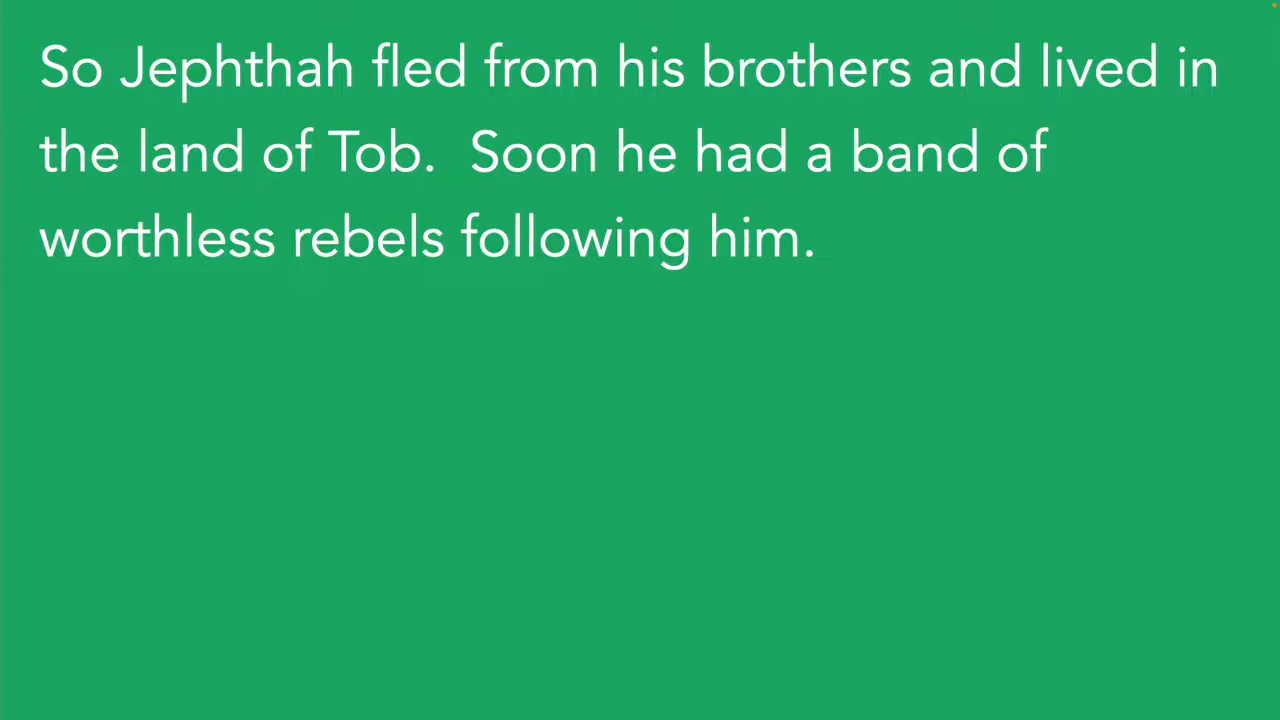 So Jephthah fled from his brothers and lived in
the land of Tob.  Soon he had a band of
worthless rebels following him.